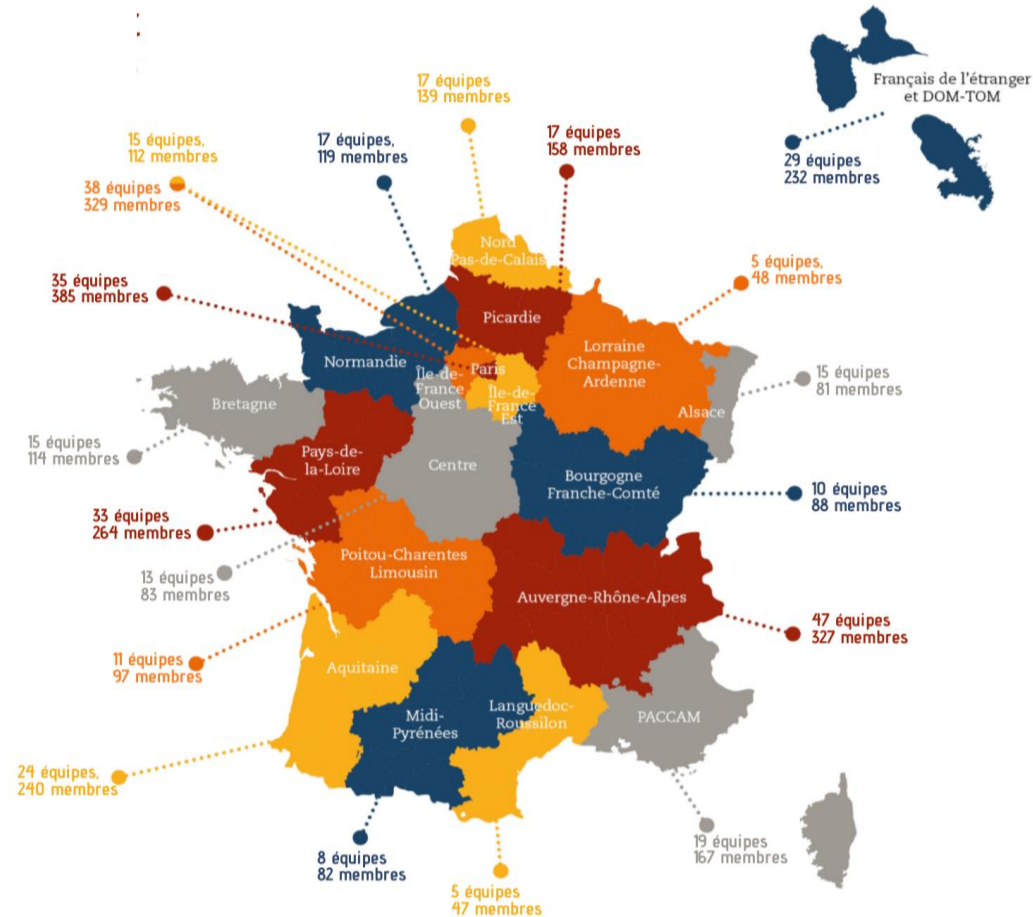 17 équipes
139 membres
Français de l'étranger
et DOM-TOM
15 équipes,
112 membres
17 équipes,
119 membres
17 équipes
158 membres
29 équipes
232 membres
38 équipes
329 membres
35 équipes
385 membres
5 équipes,
48 membres
Nord
Pas-de-Calais
Picardie
Normandie
Île-de-
France
Ouest
Paris
Île-de-
France
Est
Lorraine
Champagne-
Ardenne
Alsace
15 équipes
81 membres
Bretagne
15 équipes
114 membres
Pays-de-
la-Loire
Centre
Bourgogne
Franche-Comté
10 équipes
88 membres
33 équipes
264 membres
13 équipes
83 membres
Poitou-Charentes
Limousin
Auvergne-Rhône-Alpes
47 équipes
327 membres
11 équipes
97 membres
Aquitaine
Midi-
Pyrénées
Languedoc-
Roussilon
PACCAM
24 équipes,
240 membres
19 équipes
167 membres
8 équipes
82 membres
5 équipes
47 membres